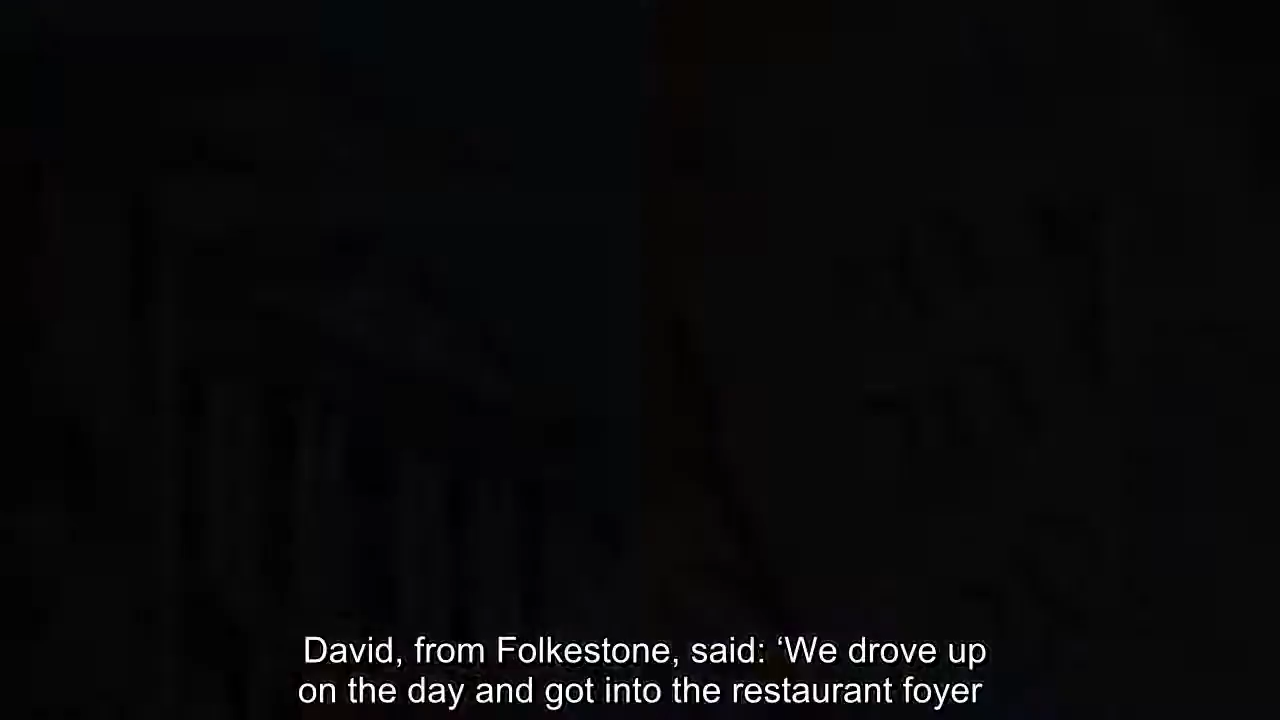 David, from Folkestone, said: ‘We drove up
on the day and got into the restaurant foyer